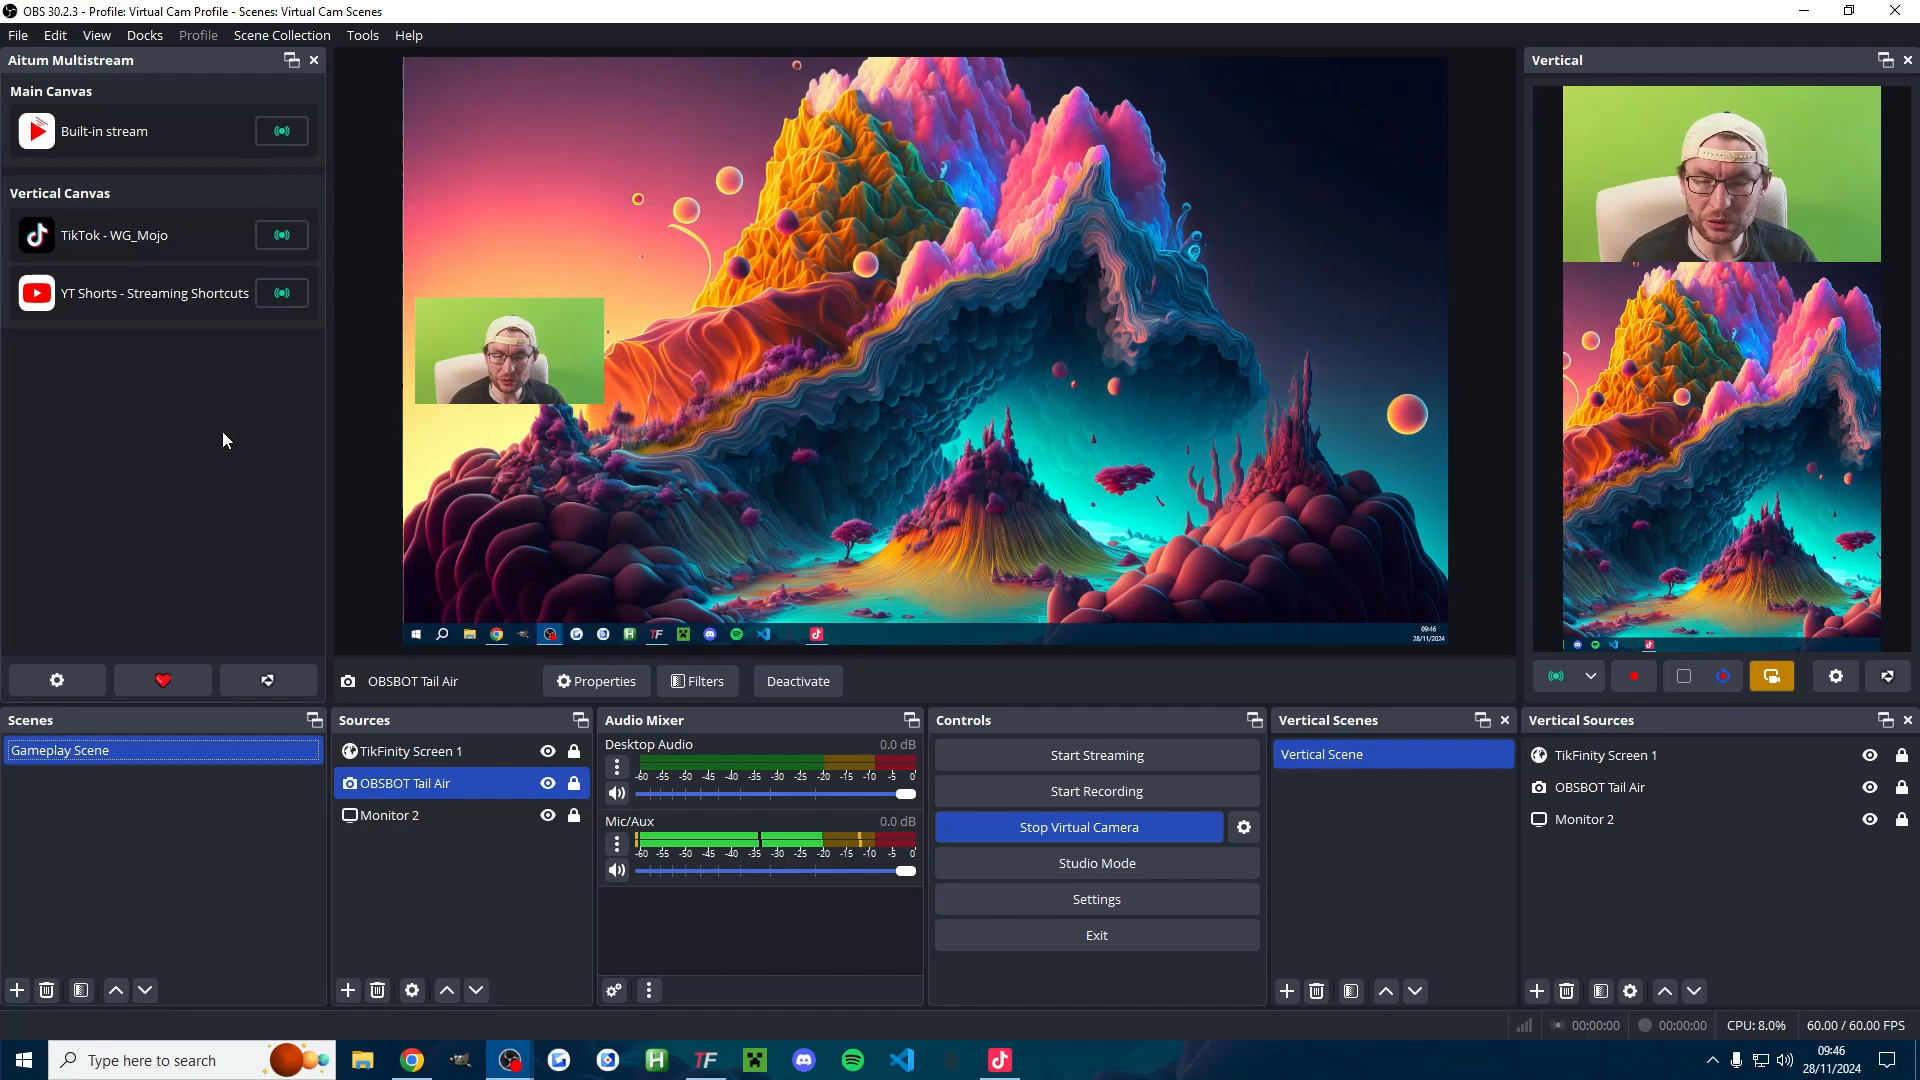 OBS 30.2.3 - Profile: Virtual Cam Profile - Scenes: Virtual Cam Scenes
File Edit View Docks Profile Scene Collection Tools Help
Aitum Multistream
Main Canvas
Built-in stream
Vertical Canvas
TikTok - WG_Mojo
YT Shorts - Streaming Shortcuts
Vertical
09:46
28/11/2024
OBSBOT Tail Air
Properties
Filters
Deactivate
Scenes
Gameplay Scene
Sources
TikFinity Screen 1
OBSBOT Tail Air
Monitor 2
Audio Mixer
Desktop Audio 0.0 dB
-60 -55 -50 -45 -40 -35 -30 -25 -20 -15 -10 -5 0
Mic/Aux 0.0 dB
-60 -55 -50 -45 -40 -35 -30 -25 -20 -15 -10 -5 0
Controls
Start Streaming
Start Recording
Stop Virtual Camera
Studio Mode
Settings
Exit
Vertical Scenes
Vertical Scene
Vertical Sources
TikFinity Screen 1
OBSBOT Tail Air
Monitor 2
00:00:00 00:00:00 CPU: 8.0% 60.00 / 60.00 FPS
Type here to search
H
TF
09:46
28/11/2024